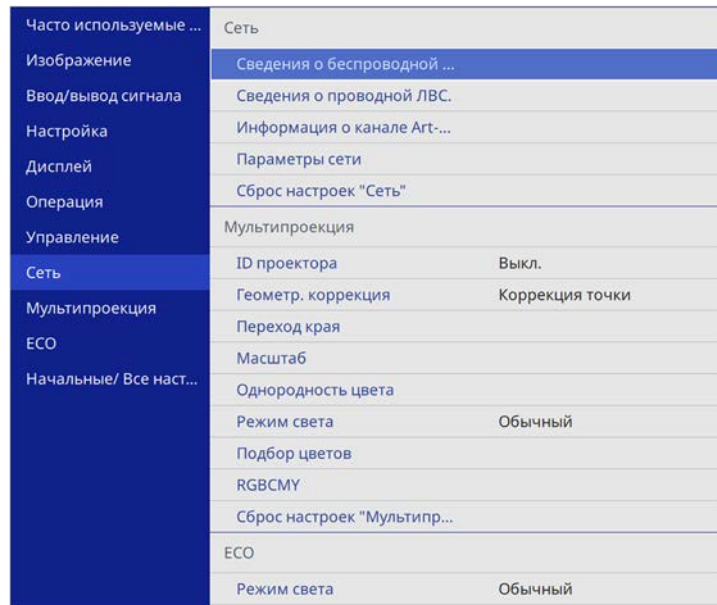 Часто используемые ...
Изображение
Ввод/вывод сигнала
Настройка
Дисплей
Операция
Управление
Сеть
Мультипроекция
ECO
Начальные/ Все наст...
Сеть
Сведения о беспроводной ...
Сведения о проводной ЛВС.
Информация о канале Art-...
Параметры сети
Сброс настроек "Сеть"
Мультипроекция
ID проектора Выкл.
Геометр. коррекция Коррекция точки
Переход края
Масштаб
Однородность цвета
Режим света Обычный
Подбор цветов
RGBCMY
Сброс настроек "Мультипр...
ECO
Режим света Обычный